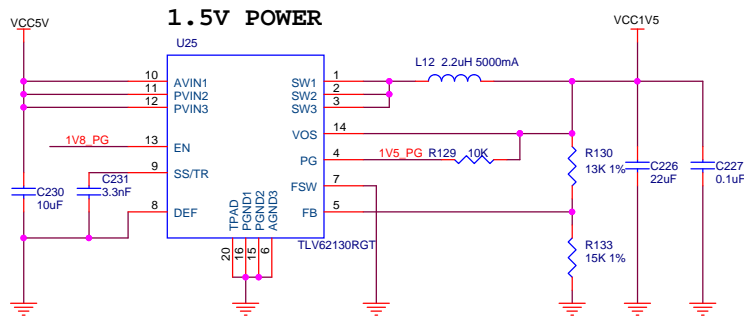 1.5V POWER
VCC5V
VCC1V5
U25
L12 2.2uH 5000mA
10 AVIN1 SW1 1
11 PVIN2 SW2 2
12 PVIN3 SW3 3
VOS 14
1V8_PG 13 EN
PG 4 1V5_PG R129 10K
9 SS/TR
FSW 7
8 DEF FB 5
C230
10uF
C231
3.3nF
R130
13K 1%
C226
22uF
C227
0.1uF
TPAD
PGND1
PGND2
AGND3
20
16
15
6
TLV62130RGT
R133
15K 1%